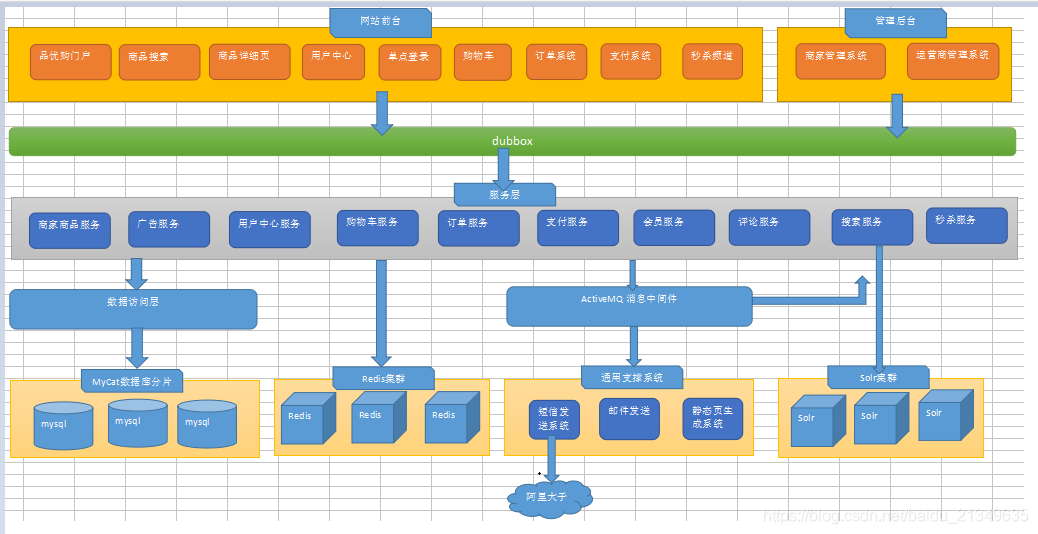 网站前台
管理后台
品优购门户
商品搜索
商品详细页
用户中心
单点登录
购物车
订单系统
支付系统
秒杀频道
商家管理系统
运营商管理系统
dubbox
服务层
商家商品服务
广告服务
用户中心服务
购物车服务
订单服务
支付服务
会员服务
评论服务
搜索服务
秒杀服务
数据访问层
ActiveMQ 消息中间件
MyCat数据库分片
Redis集群
通用支撑系统
Solr集群
mysql
mysql
mysql
Redis
Redis
Redis
短信发
送系统
邮件发送
静态页生
成系统
Solr
Solr
Solr
阿里大于
https://blog.csdn.net/baidu_21349635